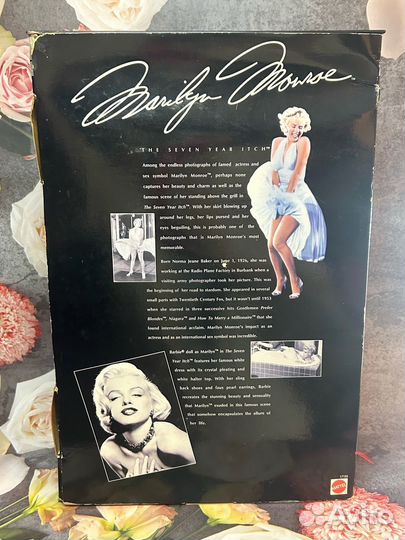 Marilyn Monroe™
THE SEVEN YEAR ITCH™
Among the endless photographs of famed actress and
sex symbol Marilyn Monroe™, perhaps none
captures her beauty and charm as well as the
famous scene of her standing above the grill in
The Seven Year Itch™. With her skirt blowing up
around her legs, her lips pursed and her
eyes beguiling, this is probably one of the
photographs that is Marilyn Monroe's most
memorable.
Born Norma Jeane Baker on June 1, 1926, she was
working at the Radio Plane Factory in Burbank when a
visiting army photographer took her picture. This was
the beginning of her road to stardom. She appeared in several
small parts with Twentieth Century Fox, but it wasn't until 1953
when she starred in three successive hits Gentlemen Prefer
Blondes™, Niagara™ and How To Marry a Millionaire™ that she
found international acclaim. Marilyn Monroe's impact as an
actress and as an international sex symbol was incredible.
Barbie® doll as Marilyn™ in The Seven
Year Itch™ features her famous white
dress with its crystal pleating and
white halter top. With her sling
back shoes and faux pearl earrings, Barbie
recreates the stunning beauty and sensuality
that Marilyn™ exuded in this famous scene
that somehow encapsulates the allure of
her life.
MATTEL
Avito